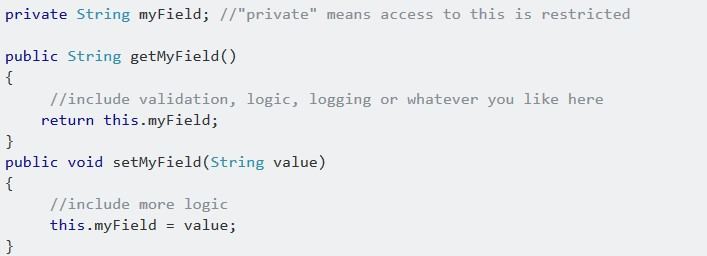 private String myField; //"private" means access to this is restricted
public String getMyField()
{
//include validation, logic, logging or whatever you like here
return this.myField;
}
public void setMyField(String value)
{
//include more logic
this.myField = value;
}